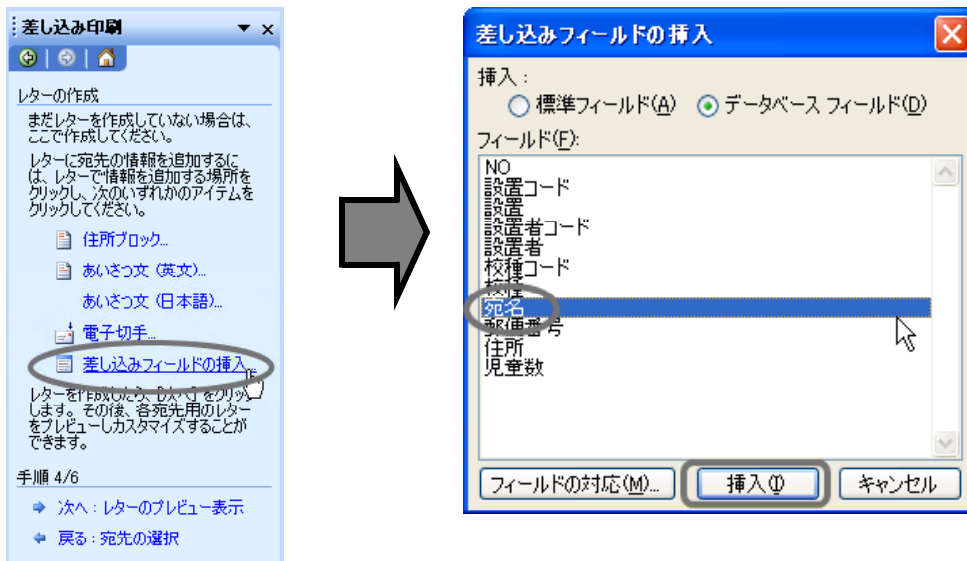 差し込み印刷
レターの作成
まだレターを作成していない場合は、
ここで作成してください。
レターに宛先の情報を追加するに
は、レターで情報を追加する場所を
クリックし、次のいずれかのアイテムを
クリックしてください。
住所ブロック...
あいさつ文 (英文)...
あいさつ文 (日本語)...
電子切手...
差し込みフィールドの挿入...
レターを作成したら、[次へ] をクリック
します。その後、各宛先用のレター
をプレビューしカスタマイズすることが
できます。
手順 4/6
次へ : レターのプレビュー表示
戻る : 宛先の選択
差し込みフィールドの挿入
挿入 :
標準フィールド(A) データベース フィールド(D)
フィールド(F):
NO
設置コード
設置
設置者コード
設置者
校種コード
校種
宛名
郵便番号
住所
児童数
フィールドの対応(M)... 挿入(I) キャンセル